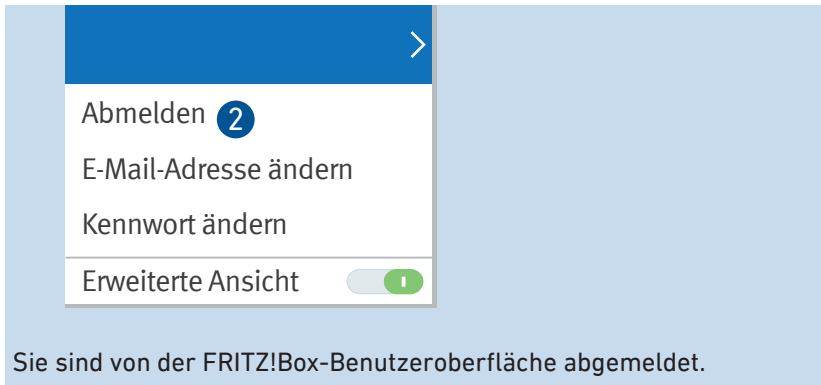 Abmelden 2
E-Mail-Adresse ändern
Kennwort ändern
Erweiterte Ansicht
Sie sind von der FRITZ!Box-Benutzeroberfläche abgemeldet.